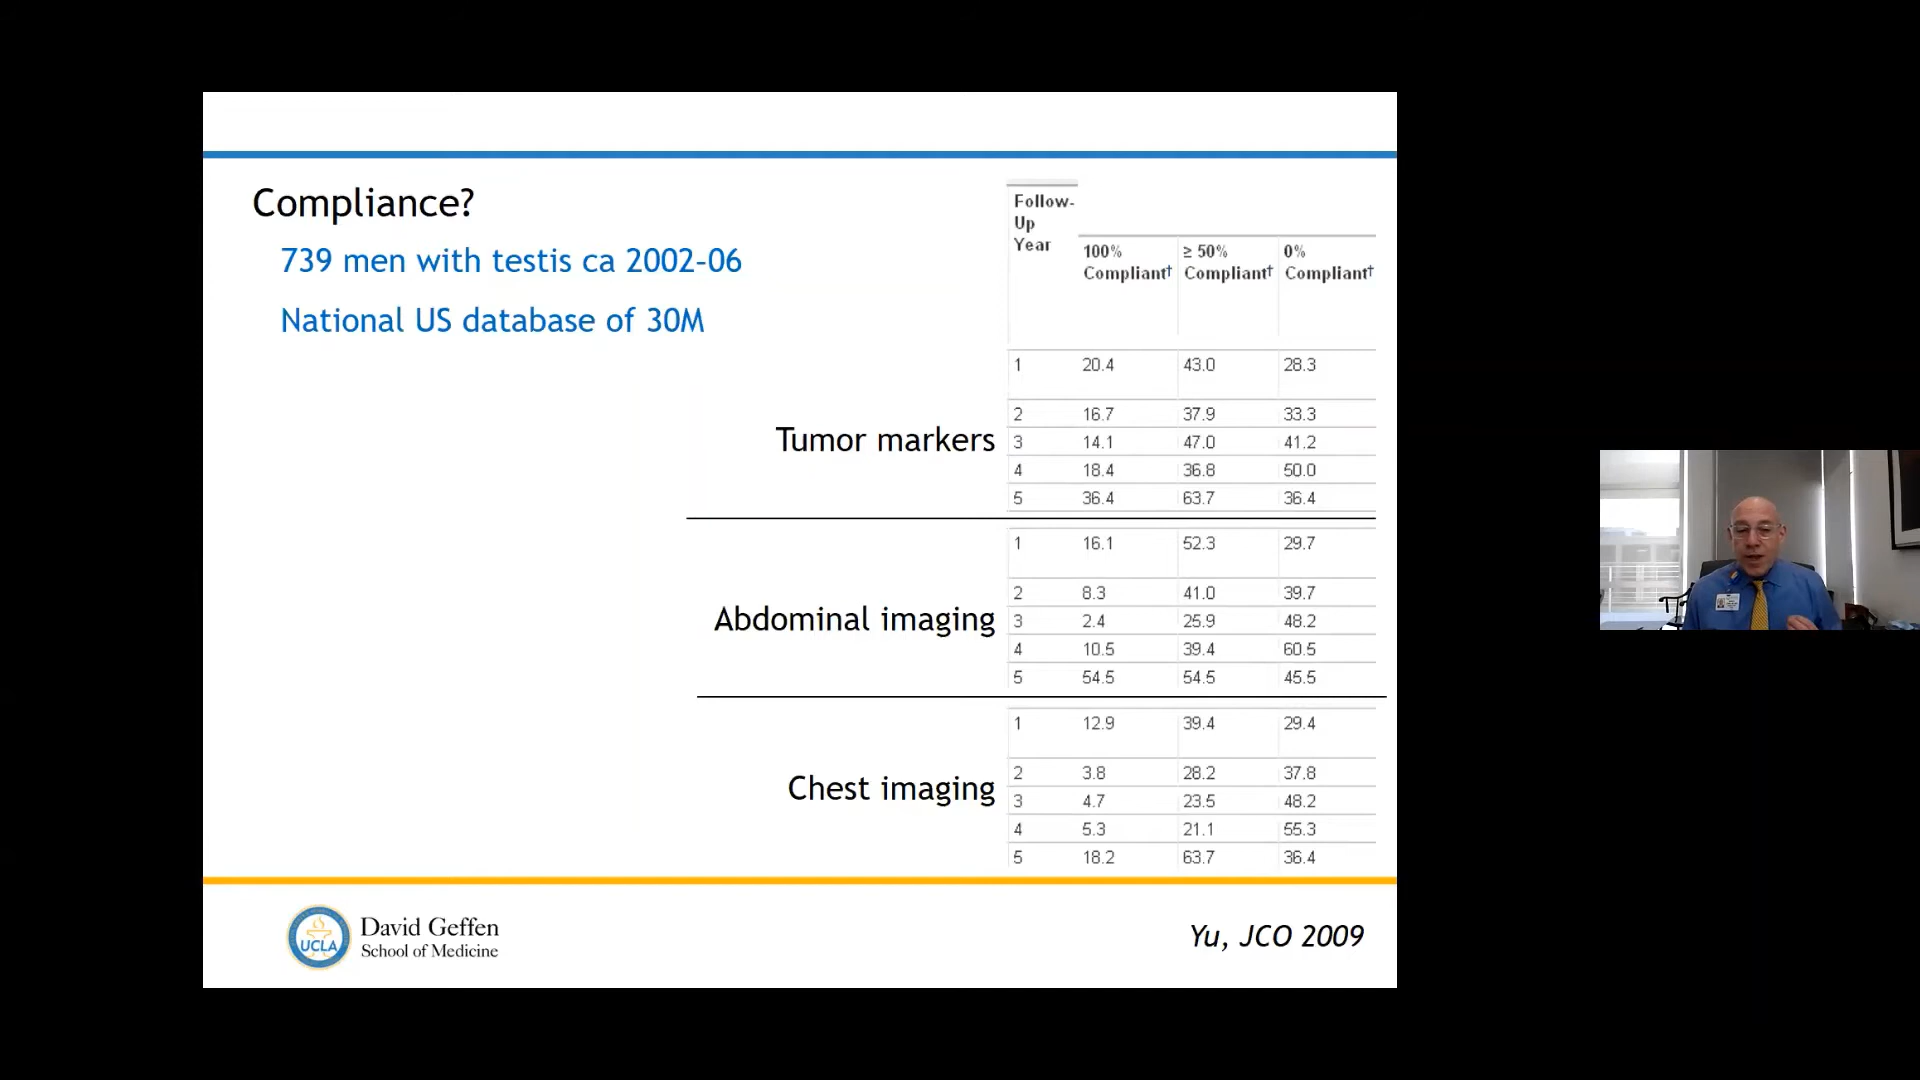 Compliance?
739 men with testis ca 2002-06
National US database of 30M
Follow-
Up
Year
100% ≥ 50% 0%
Compliant† Compliant† Compliant†
Tumor markers
1 20.4 43.0 28.3
2 16.7 37.9 33.3
3 14.1 47.0 41.2
4 18.4 36.8 50.0
5 36.4 63.7 36.4
Abdominal imaging
1 16.1 52.3 29.7
2 8.3 41.0 39.7
3 2.4 25.9 48.2
4 10.5 39.4 60.5
5 54.5 54.5 45.5
Chest imaging
1 12.9 39.4 29.4
2 3.8 28.2 37.8
3 4.7 23.5 48.2
4 5.3 21.1 55.3
5 18.2 63.7 36.4
UCLA
David Geffen
School of Medicine
Yu, JCO 2009